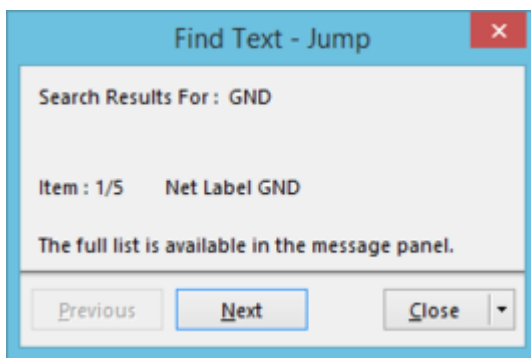 Find Text - Jump
Search Results For : GND
Item : 1/5 Net Label GND
The full list is available in the message panel.
Previous Next Close